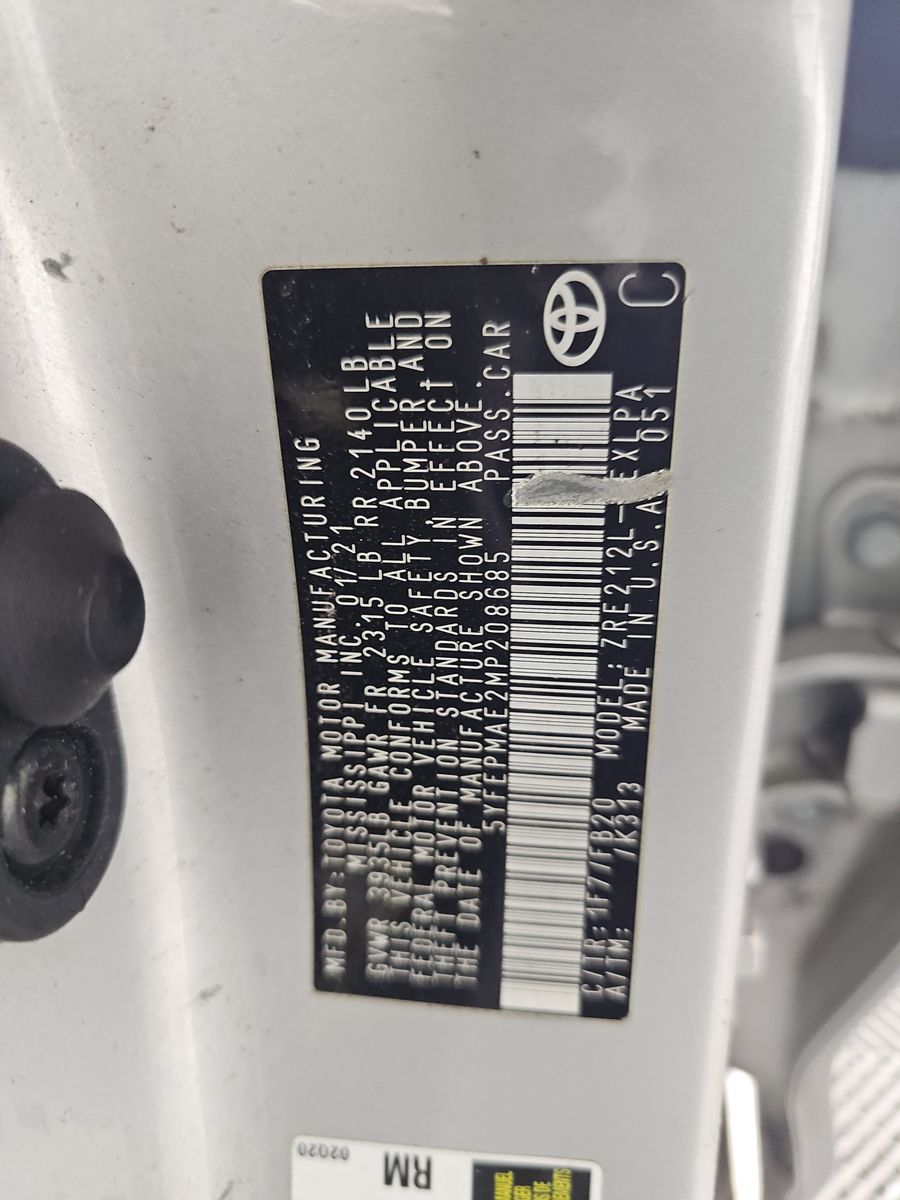 MFD.BY:TOYOTA MOTOR MANUFACTURING
MISSISSIPPI INC. 01/21
GVWR 3935LB GAWR FR 2315LB RR 2140LB
THIS VEHICLE CONFORMS TO ALL APPLICABLE
FEDERAL MOTOR VEHICLE SAFETY, BUMPER AND
THEFT PREVENTION STANDARDS IN EFFECT ON
THE DATE OF MANUFACTURE SHOWN ABOVE.
5YFEPMAE2MP208685 PASS.CAR
C/TR:1F7/FB20 MODEL:ZRE212L- EXLPA
A/TM: /K313 MADE IN U.S.A 051
C
02Q20
RM